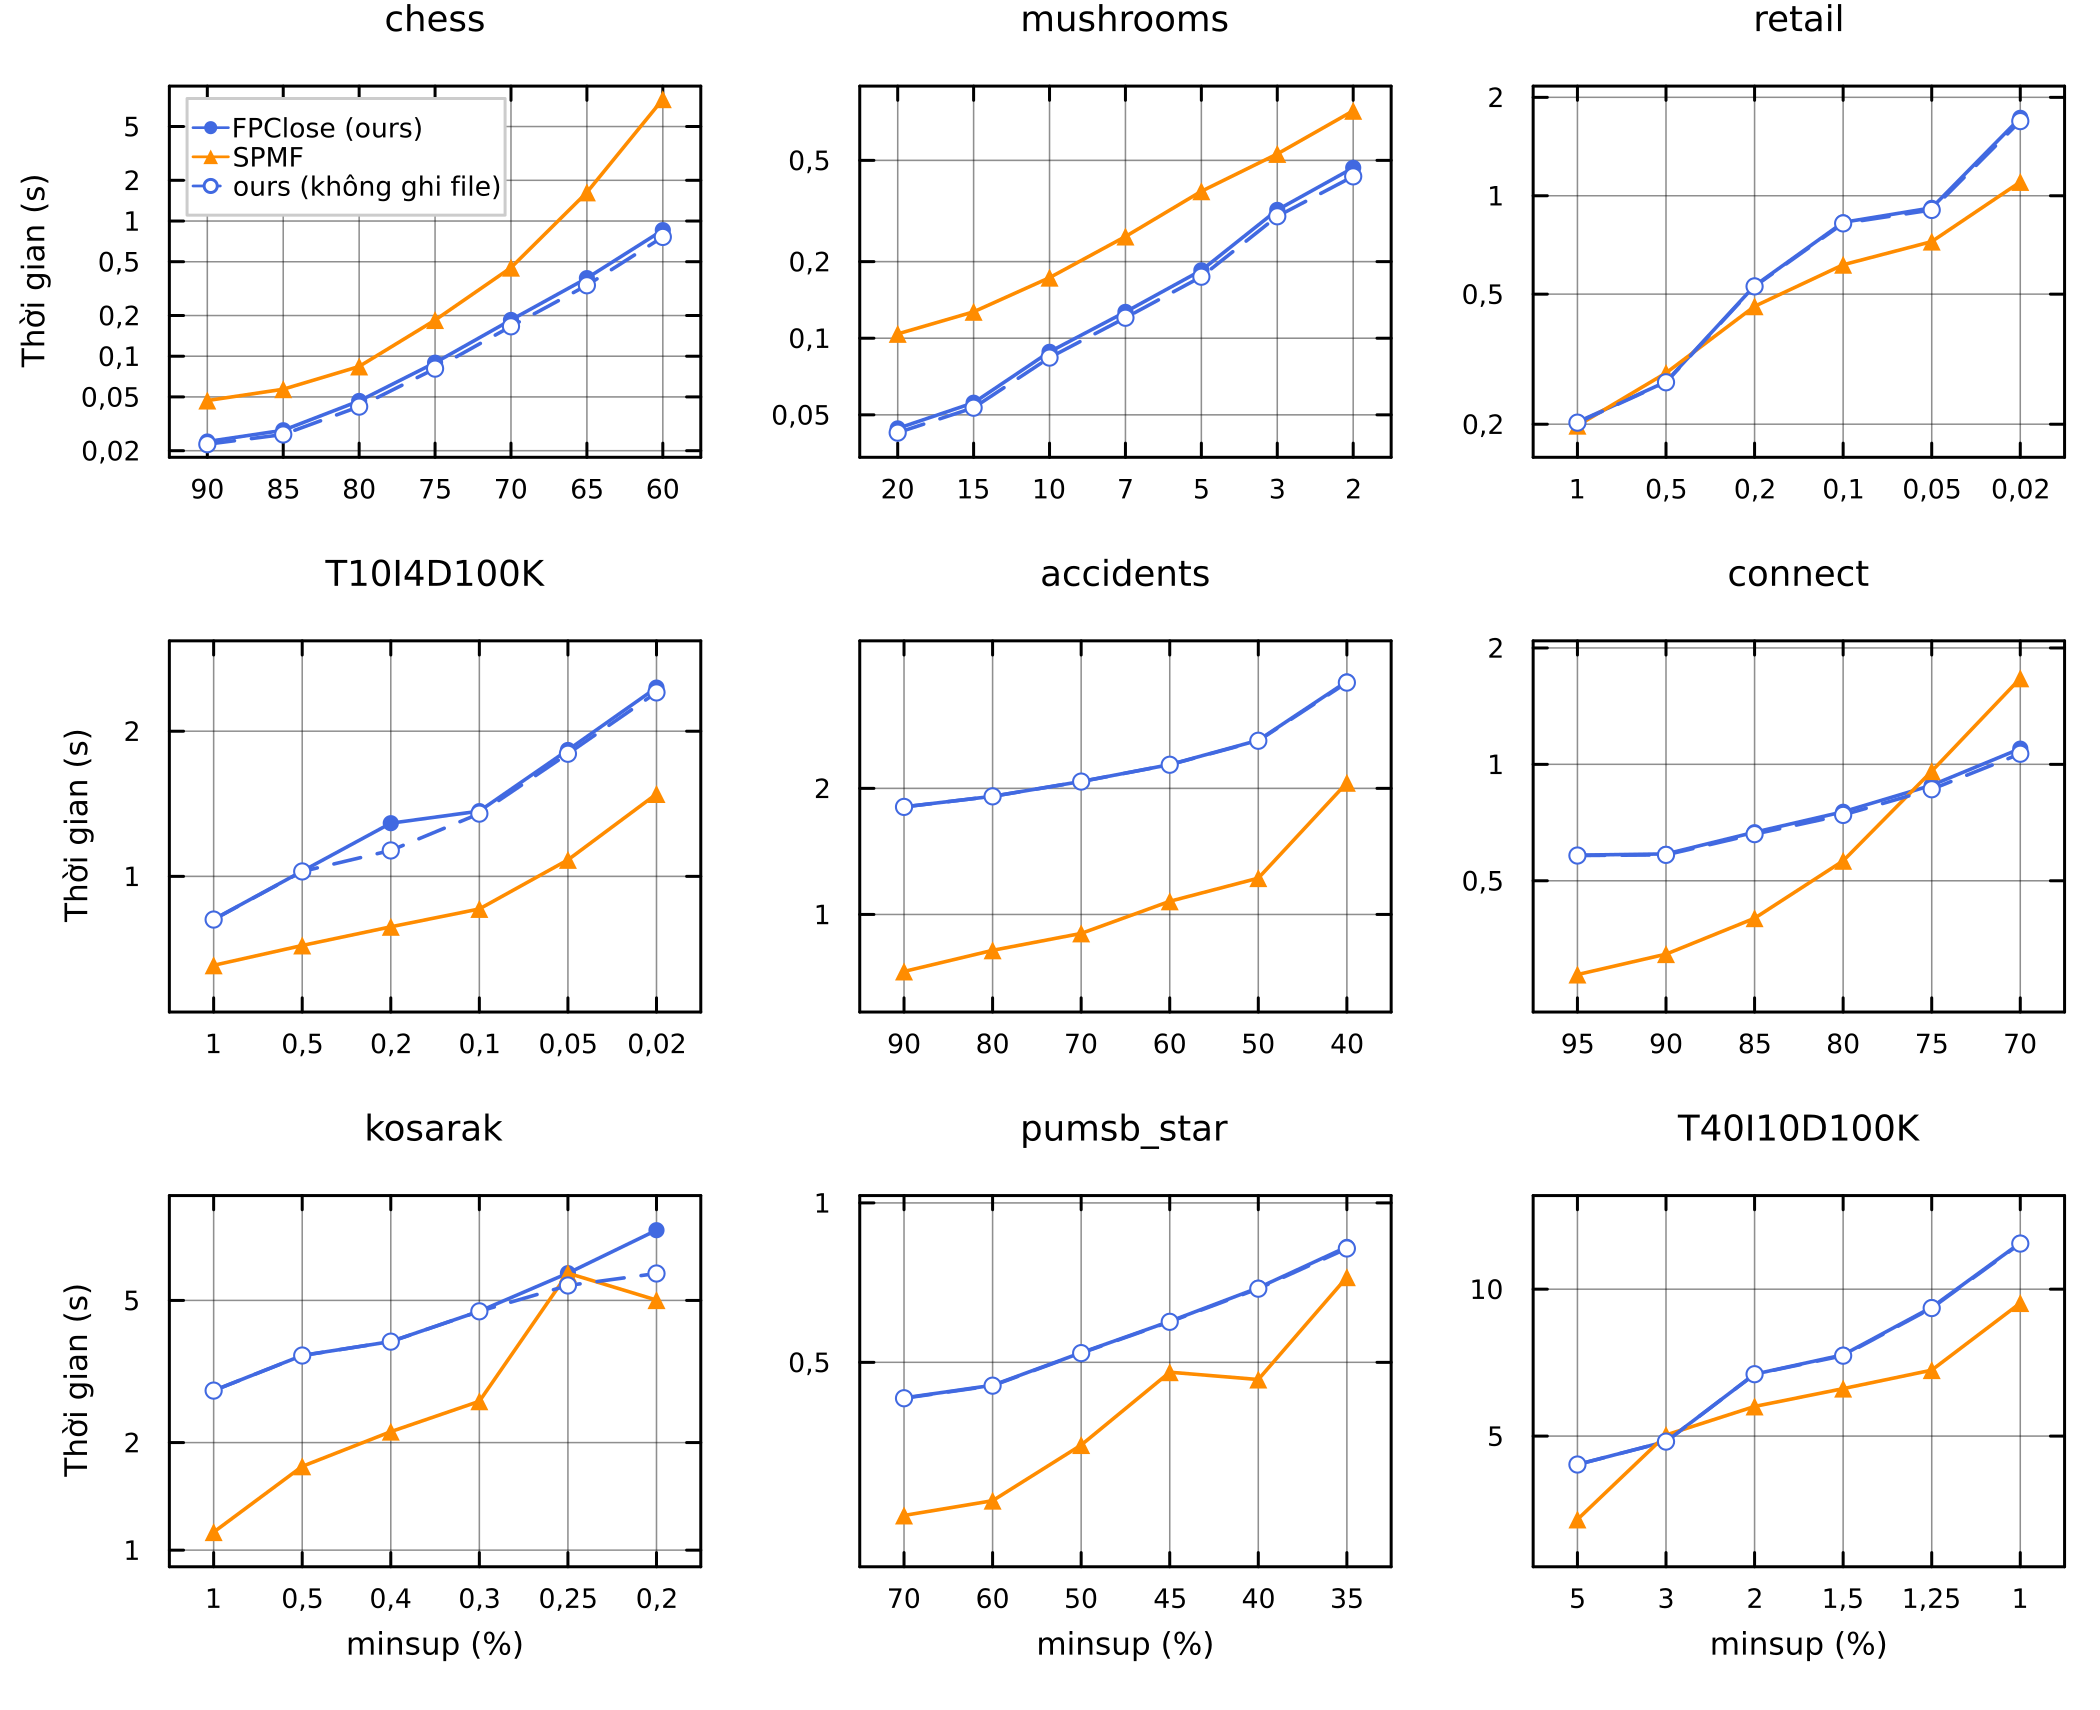 chess
mushrooms
retail
Thời gian (s)
5
2
1
0,5
0,2
0,1
0,05
0,02
FPClose (ours)
SPMF
ours (không ghi file)
90 85 80 75 70 65 60
0,5
0,2
0,1
0,05
20 15 10 7 5 3 2
2
1
0,5
0,2
1 0,5 0,2 0,1 0,05 0,02
T10I4D100K
accidents
connect
Thời gian (s)
2
1
1 0,5 0,2 0,1 0,05 0,02
2
1
90 80 70 60 50 40
2
1
0,5
95 90 85 80 75 70
kosarak
pumsb_star
T40I10D100K
Thời gian (s)
5
2
1
1 0,5 0,4 0,3 0,25 0,2
minsup (%)
1
0,5
70 60 50 45 40 35
minsup (%)
10
5
5 3 2 1,5 1,25 1
minsup (%)